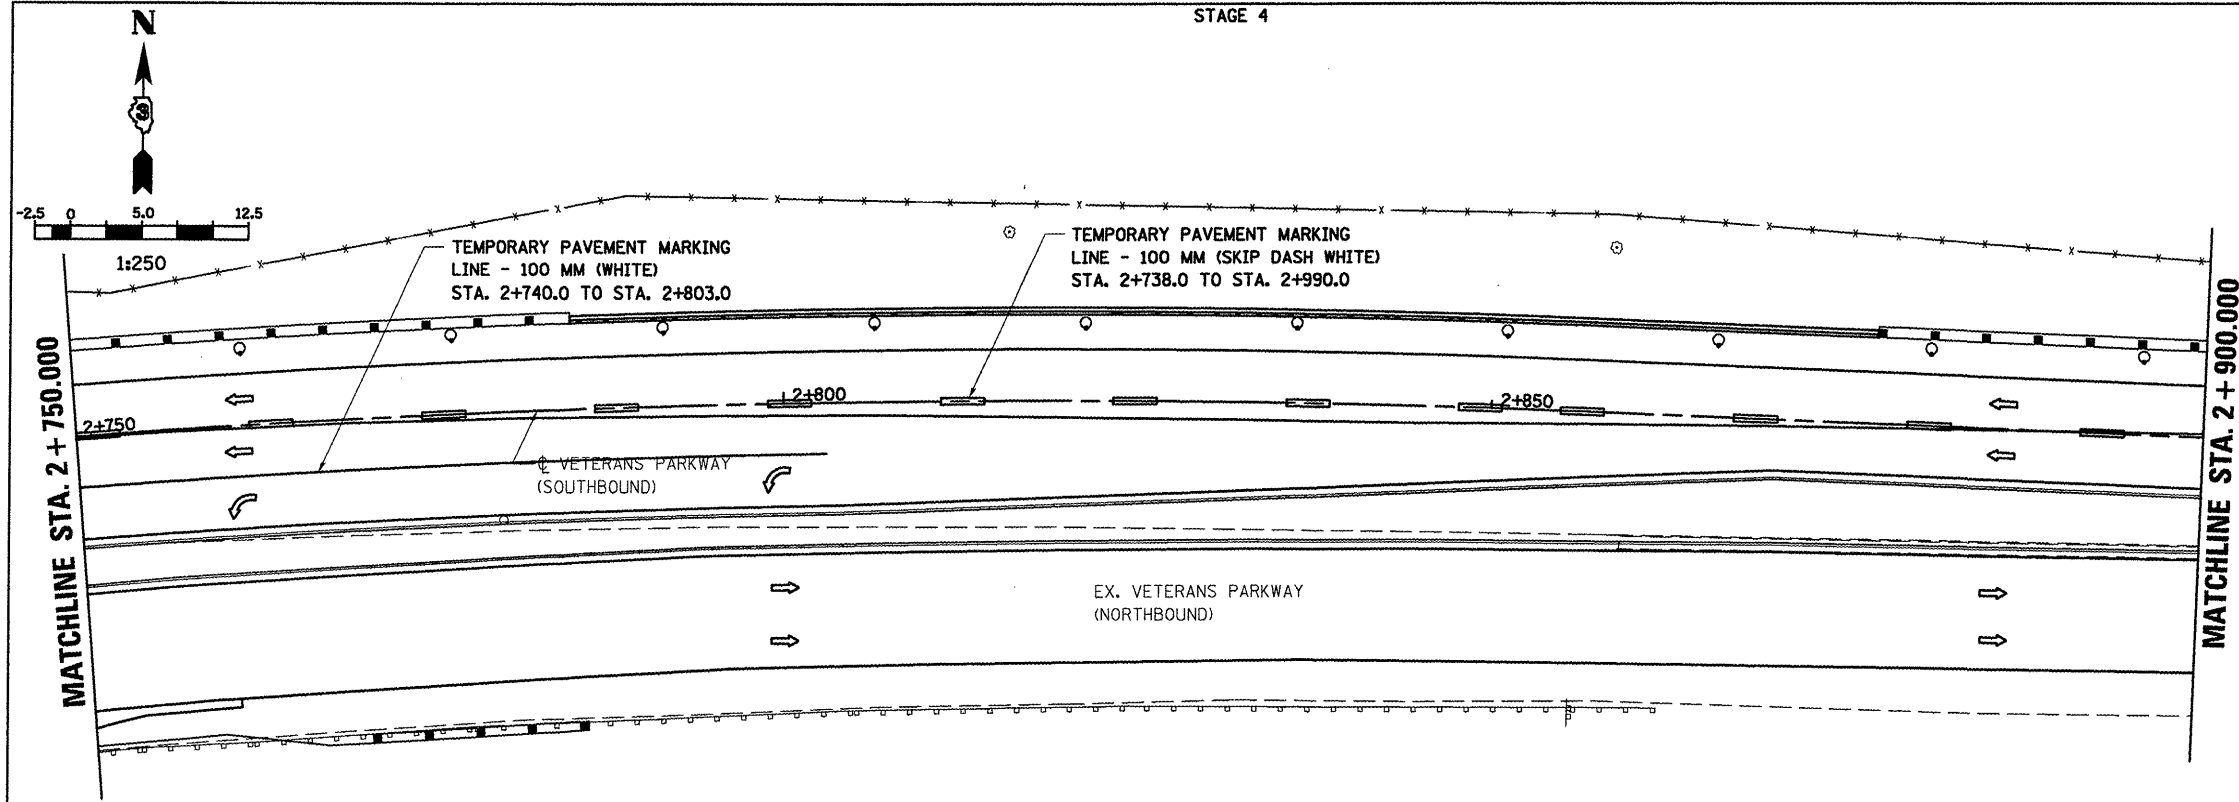 STAGE 4
N
-2.5 0 5.0 12.5
1:250
TEMPORARY PAVEMENT MARKING
LINE - 100 MM (WHITE)
STA. 2+740.0 TO STA. 2+803.0
TEMPORARY PAVEMENT MARKING
LINE - 100 MM (SKIP DASH WHITE)
STA. 2+738.0 TO STA. 2+990.0
MATCHLINE STA. 2+750.000
2+750
2+800
2+850
℄ VETERANS PARKWAY
(SOUTHBOUND)
EX. VETERANS PARKWAY
(NORTHBOUND)
MATCHLINE STA. 2+900.000